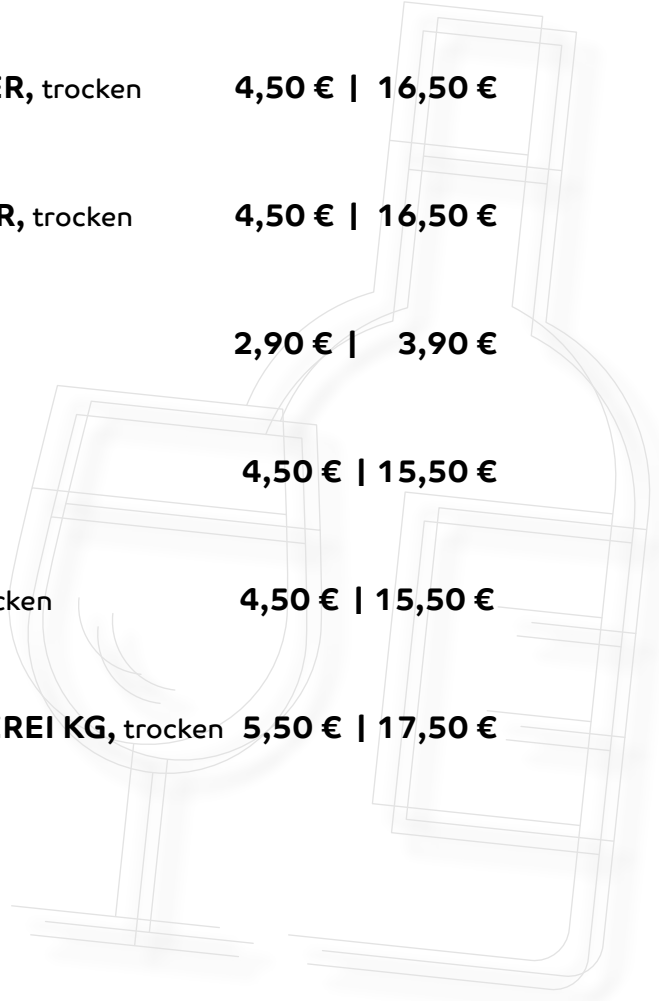 ER, trocken 4,50 € | 16,50 €
R, trocken 4,50 € | 16,50 €
2,90 € | 3,90 €
4,50 € | 15,50 €
cken 4,50 € | 15,50 €
EREI KG, trocken 5,50 € | 17,50 €